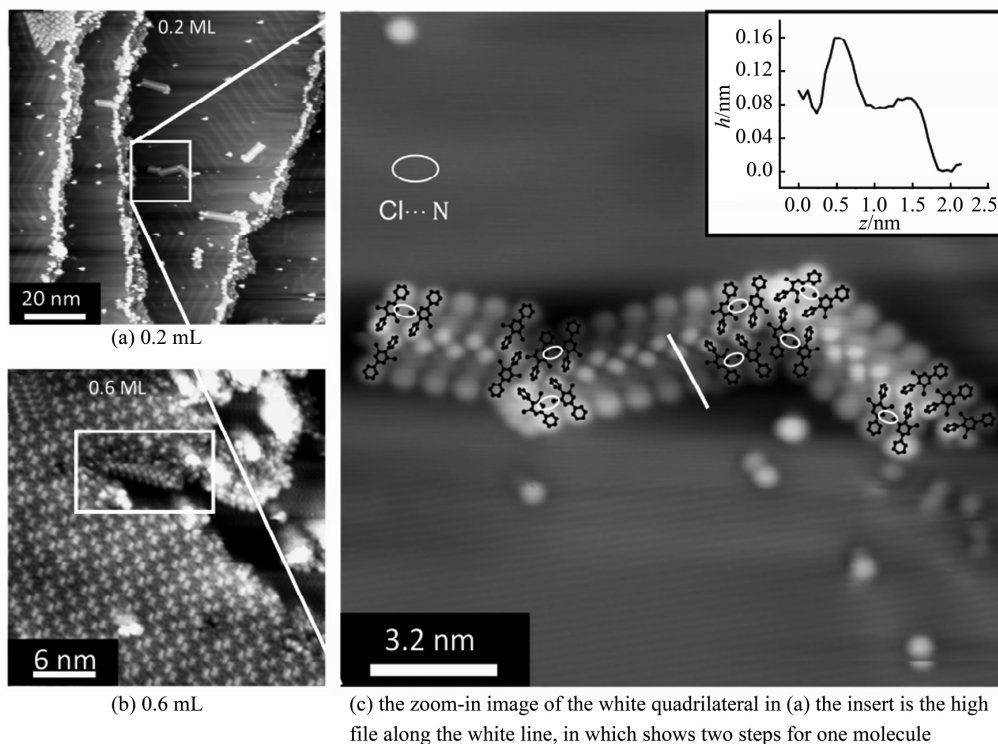 0.2 ML
20 nm
(a) 0.2 mL
0.6 ML
6 nm
(b) 0.6 mL
Cl··· N
3.2 nm
h/nm
0.16
0.12
0.08
0.04
0.0
0.0 0.5 1.0 1.5 2.0 2.5
z/nm
(c) the zoom-in image of the white quadrilateral in (a) the insert is the high
file along the white line, in which shows two steps for one molecule